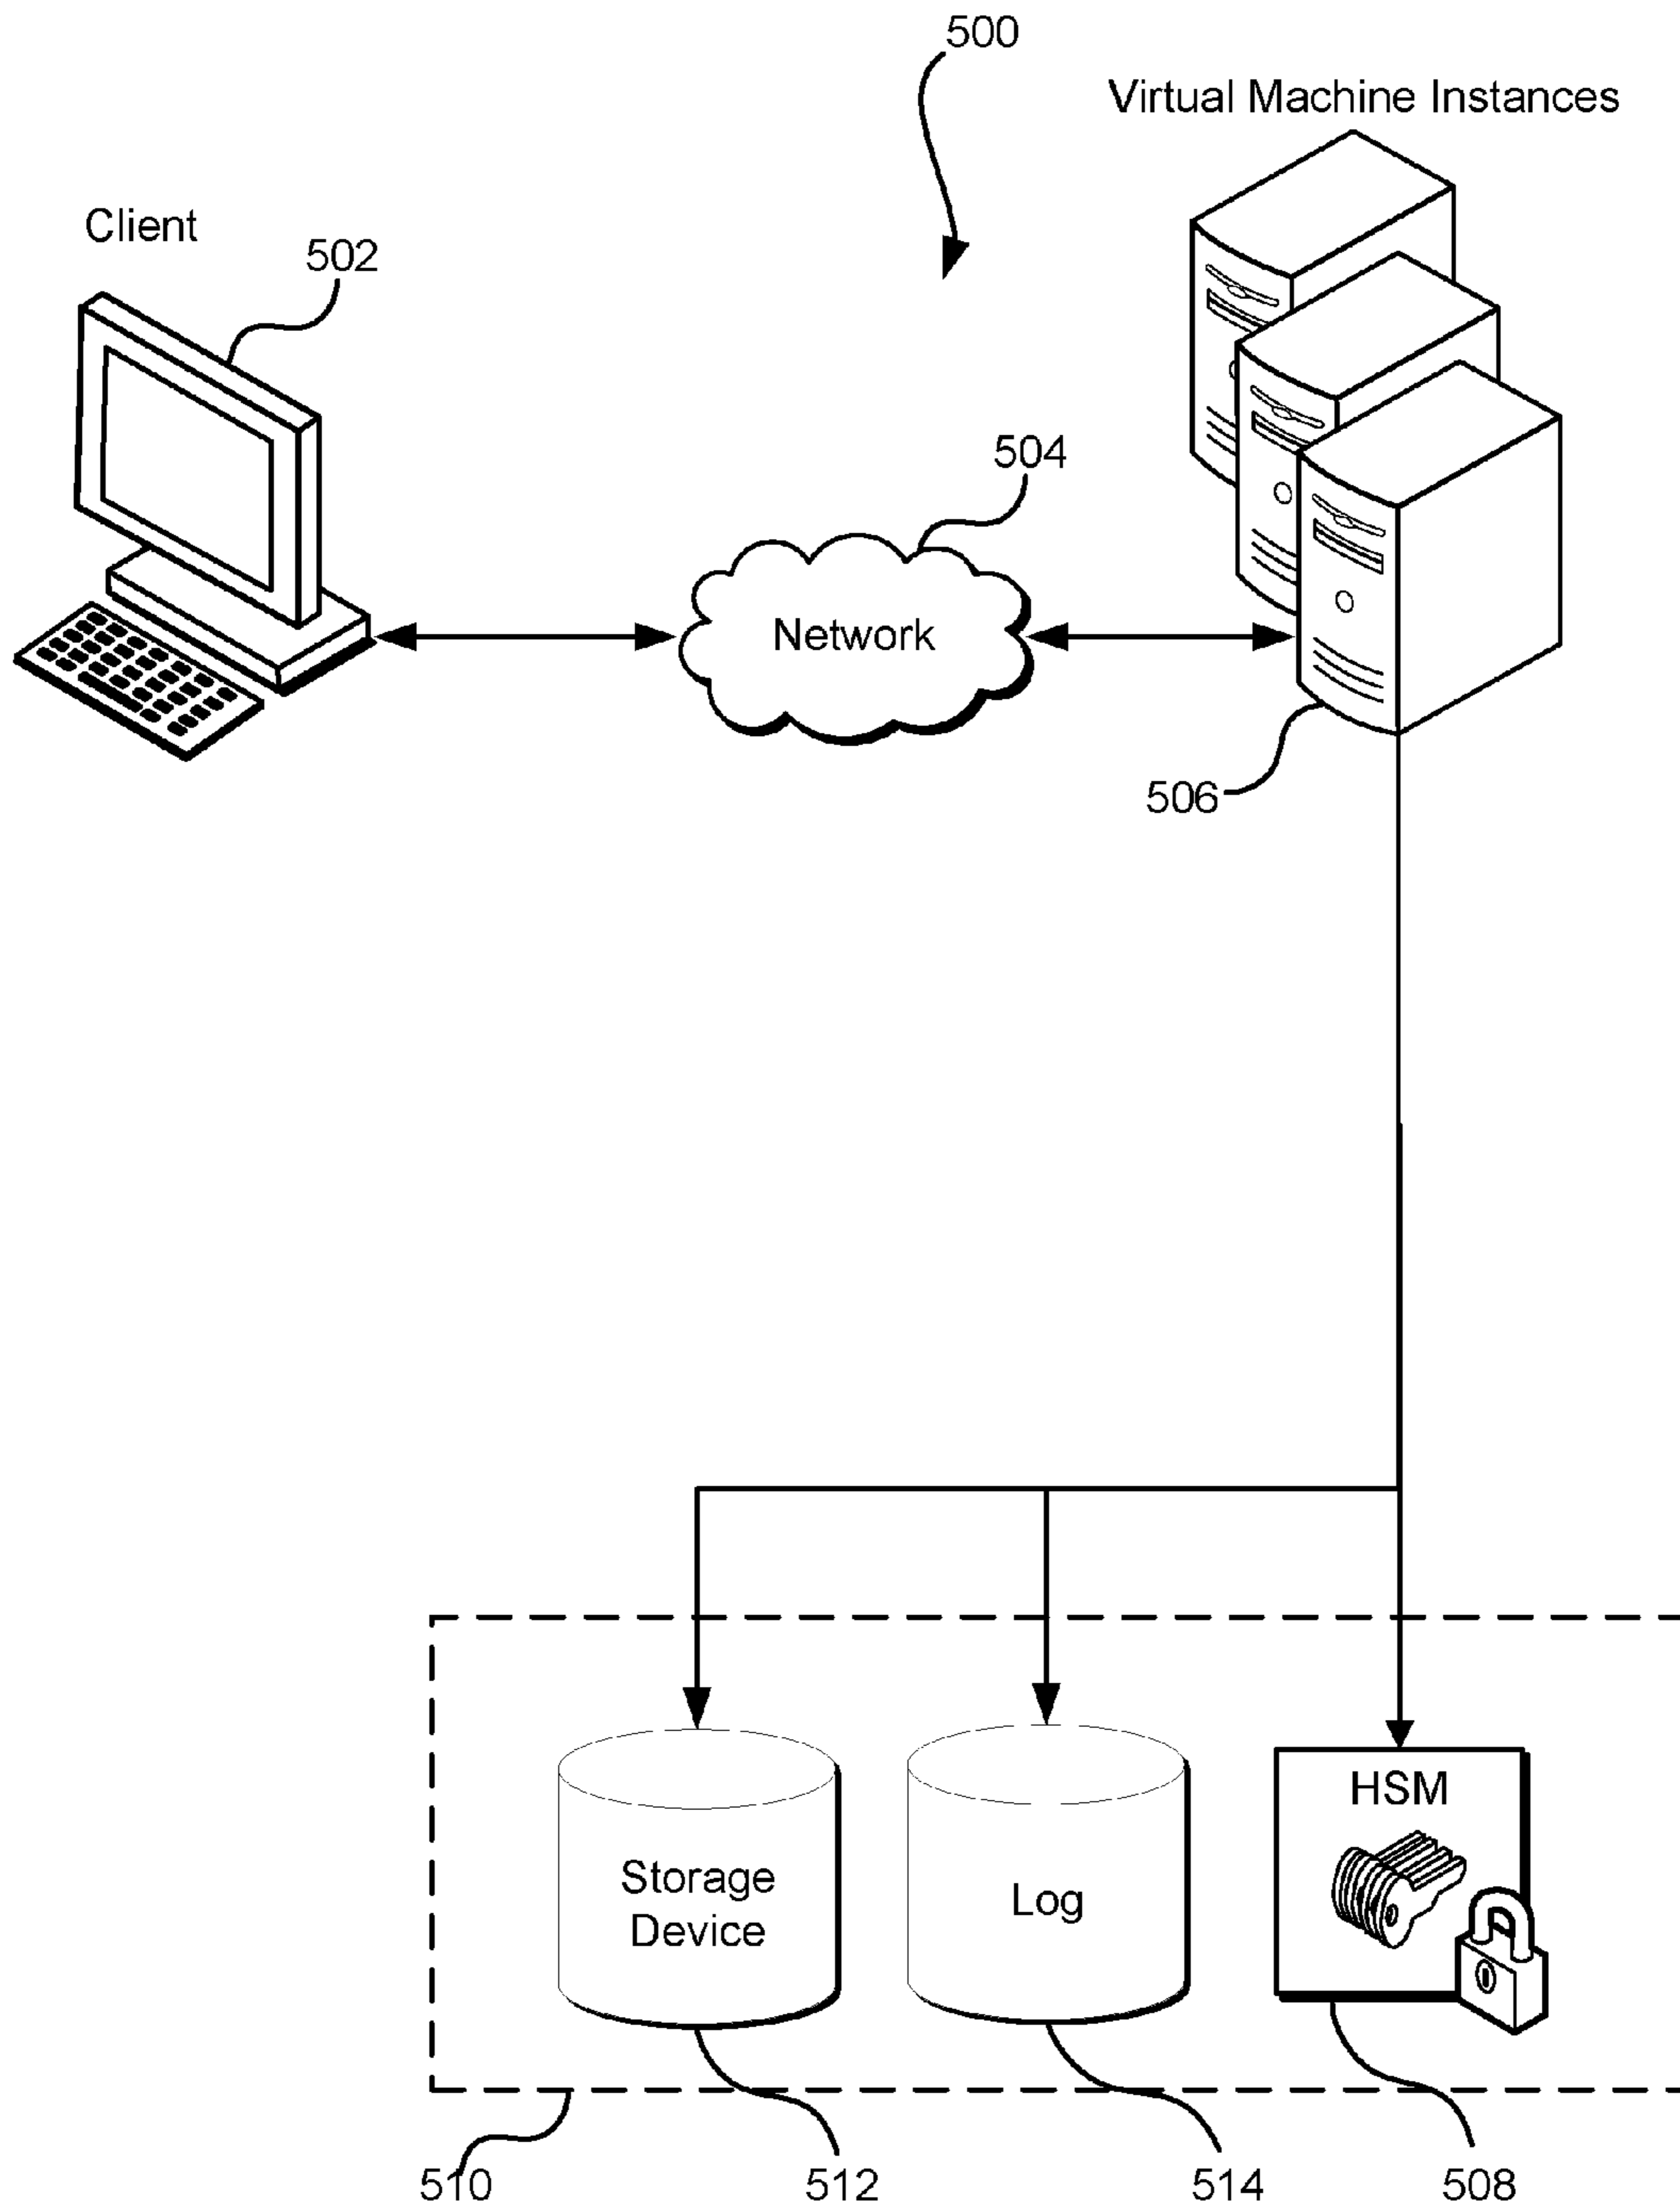 500
Virtual Machine Instances
Client
502
504
Network
506
HSM
Storage
Device
Log
510
512
514
508